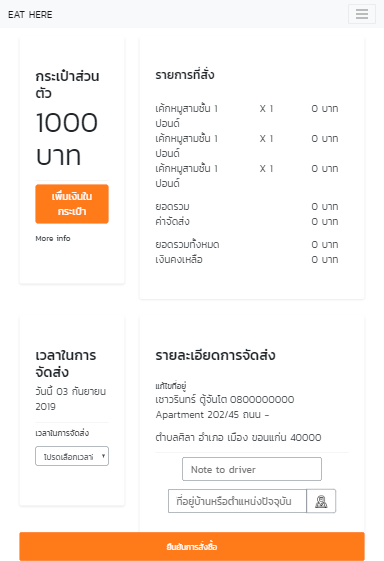 EAT HERE
กระเป๋าส่วน
ตัว
1000
บาท
เพิ่มเงินใน
กระเป๋า
More info
รายการที่สั่ง
เค้กหมูสามชั้น 1
ปอนด์
X 1
0 บาท
เค้กหมูสามชั้น 1
ปอนด์
X 1
0 บาท
เค้กหมูสามชั้น 1
ปอนด์
X 1
0 บาท
ยอดรวม
0 บาท
ค่าจัดส่ง
0 บาท
ยอดรวมทั้งหมด
0 บาท
เงินคงเหลือ
0 บาท
เวลาในการ
จัดส่ง
วันนี้ 03 กันยายน
2019
เวลาในการจัดส่ง
โปรดเลือกเวลา
รายละเอียดการจัดส่ง
แก้ไขที่อยู่
เชาวรินทร์ ตู้จันโต 0800000000
Apartment 202/45 ถนน -
ตำบลศิลา อำเภอ เมือง ขอนแก่น 40000
Note to driver
ที่อยู่บ้านหรือตำแหน่งปัจจุบัน
ยืนยันการสั่งซื้อ